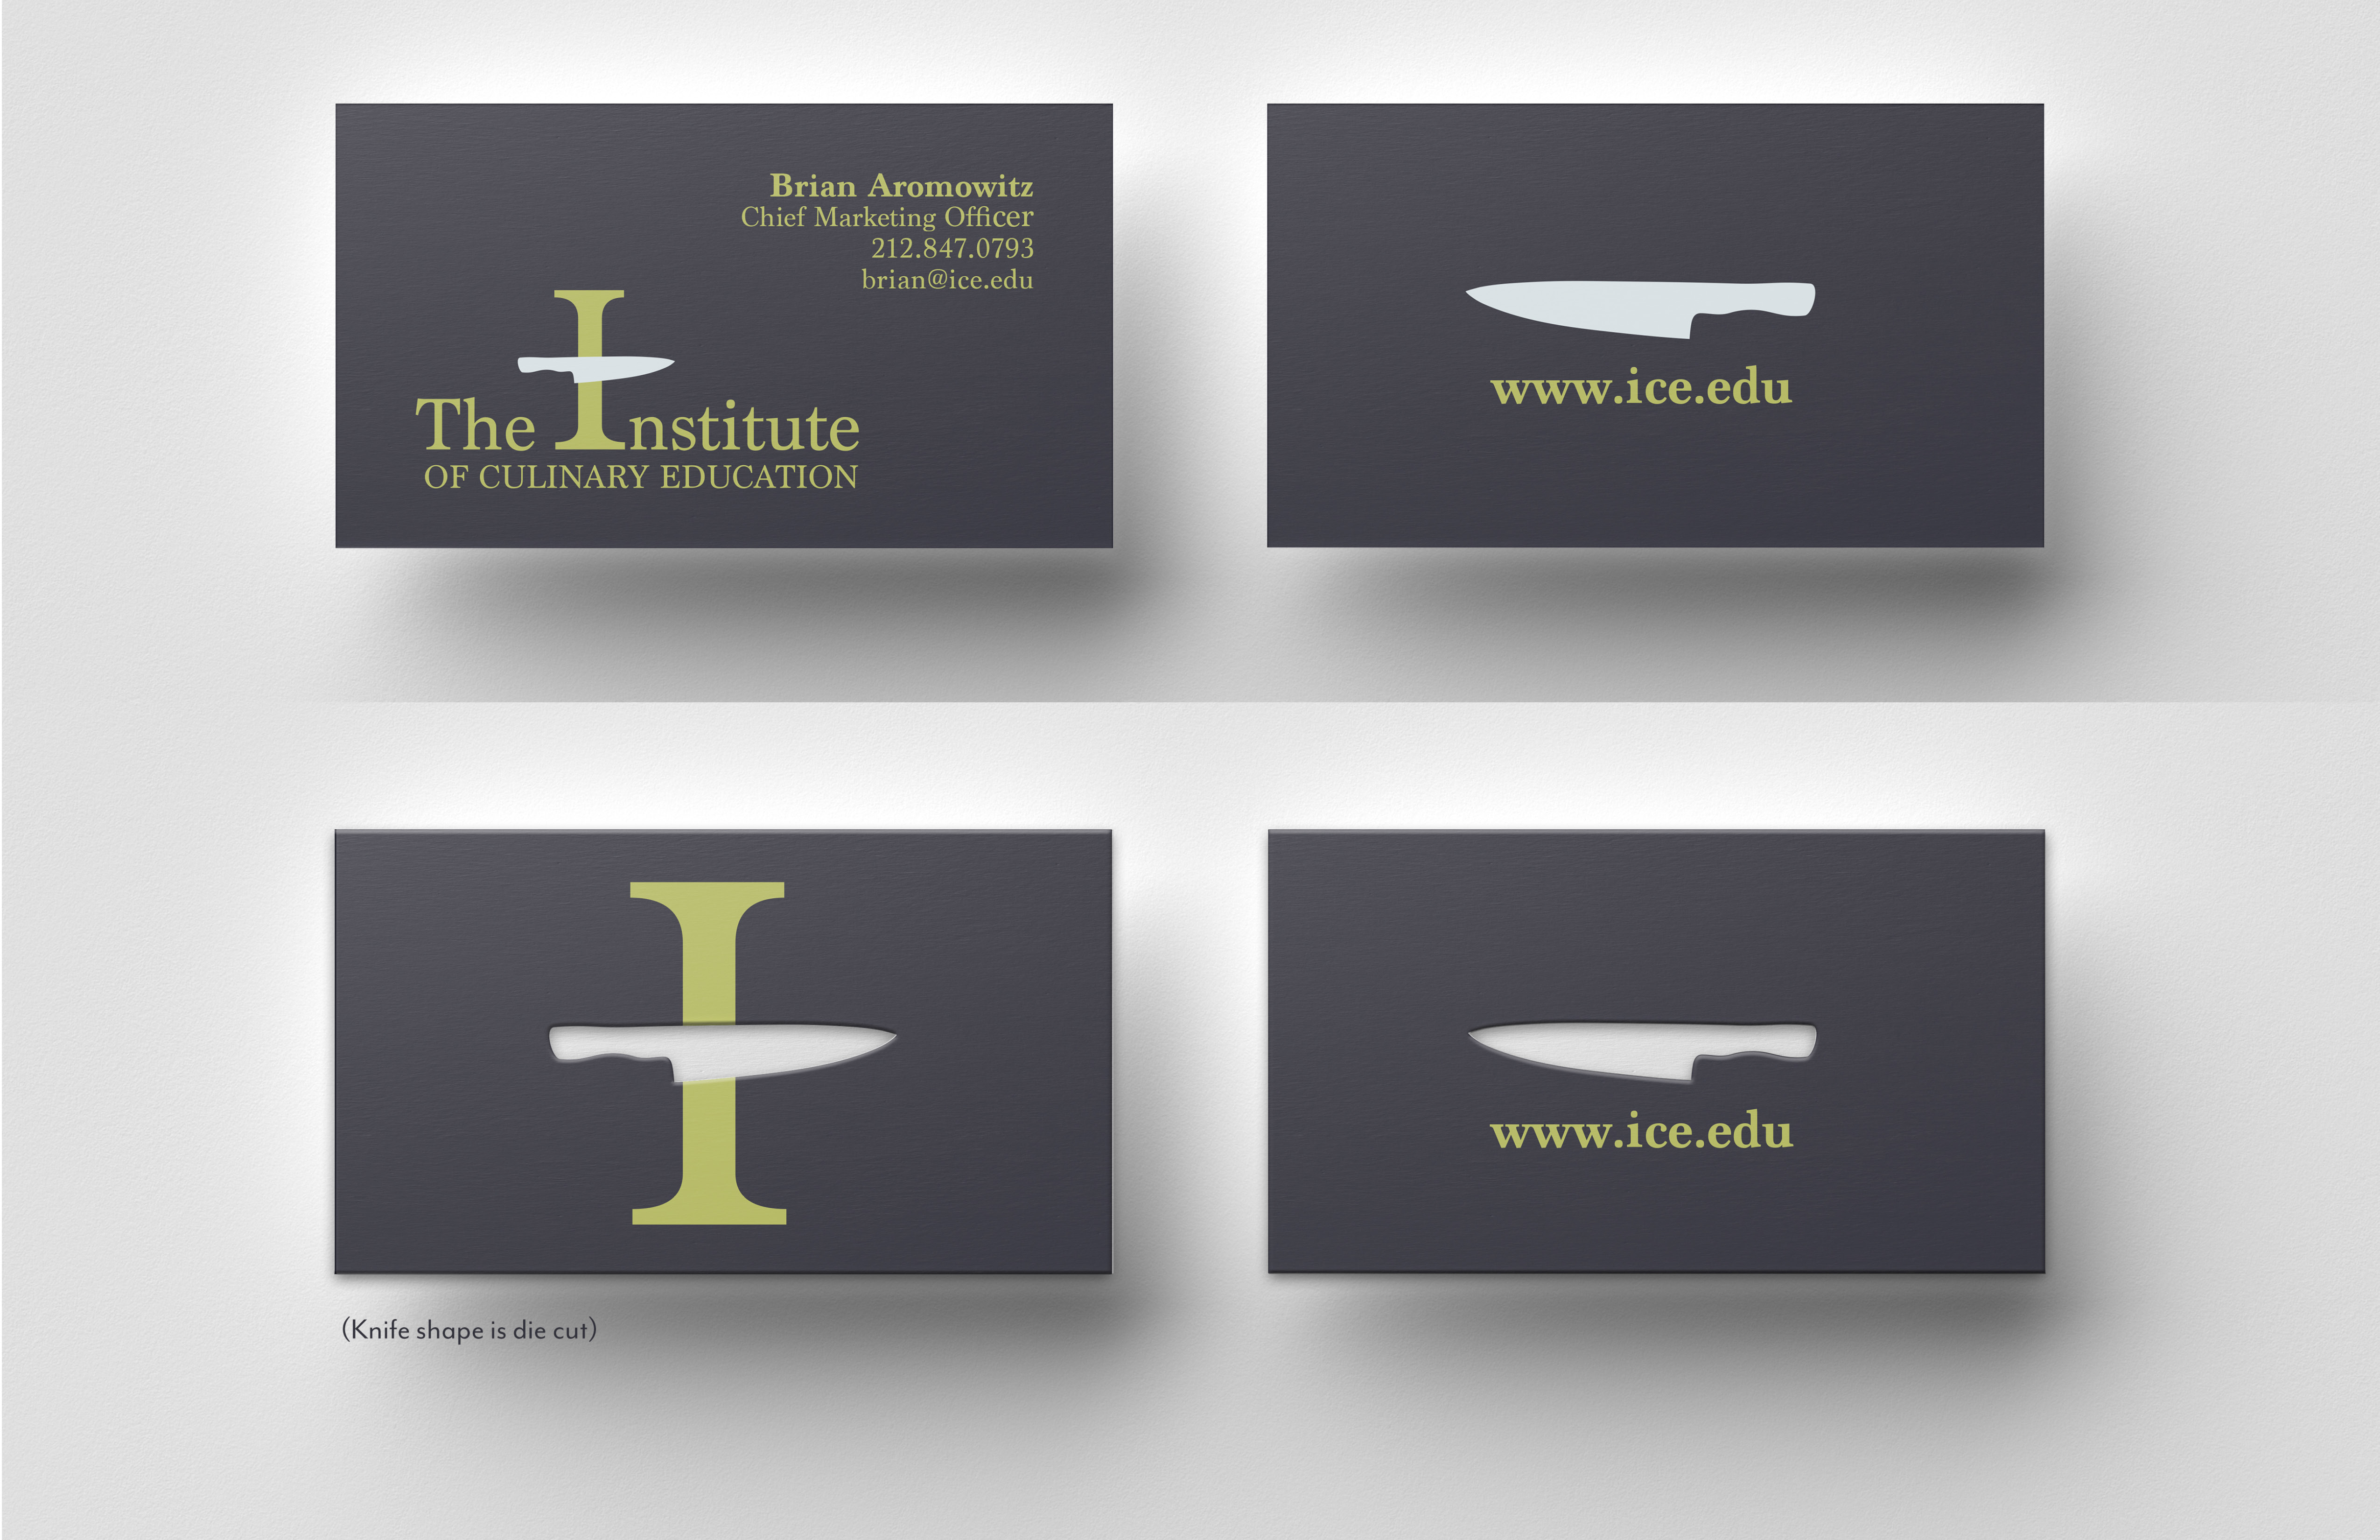 Brian Aromowitz
Chief Marketing Officer
212.847.0793
brian@ice.edu
The Institute
OF CULINARY EDUCATION
www.ice.edu
I
www.ice.edu
(Knife shape is die cut)